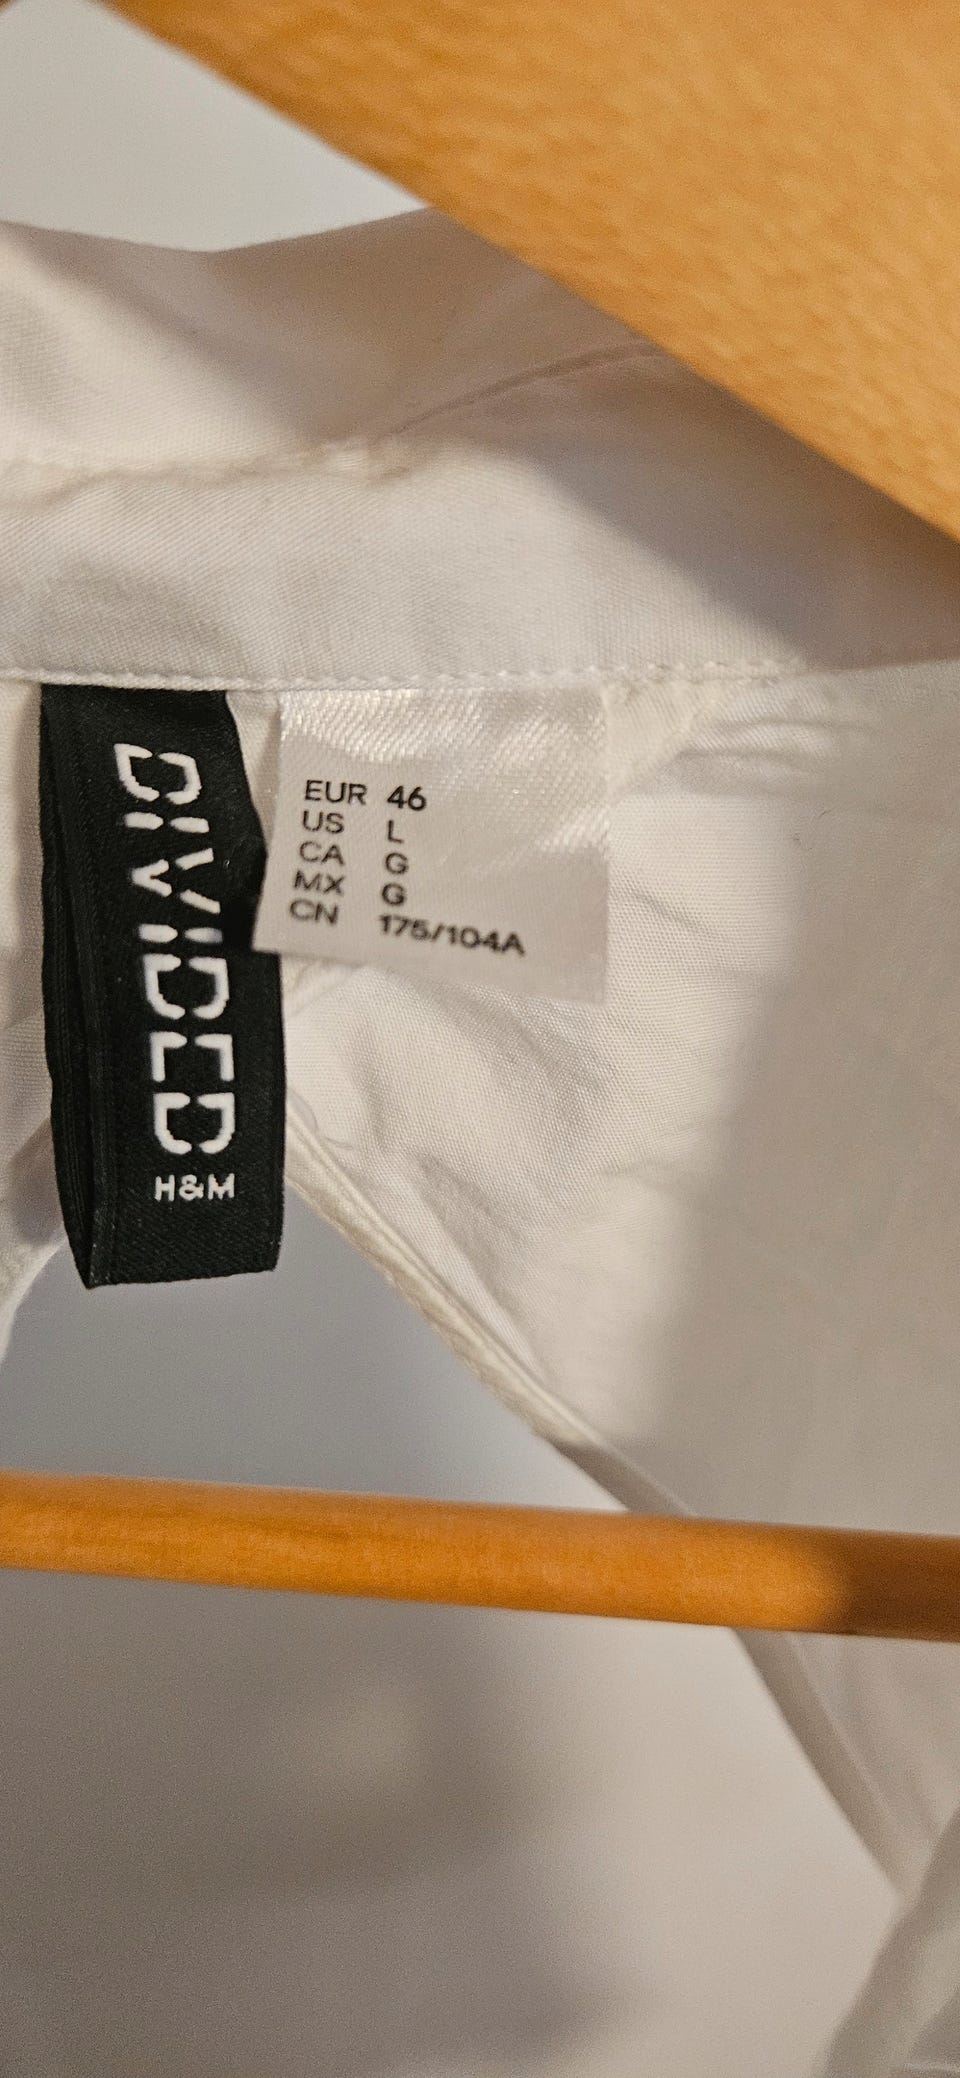 DIVIDED
H&M
EUR 46
US L
CA G
MX G
CN 175/104A